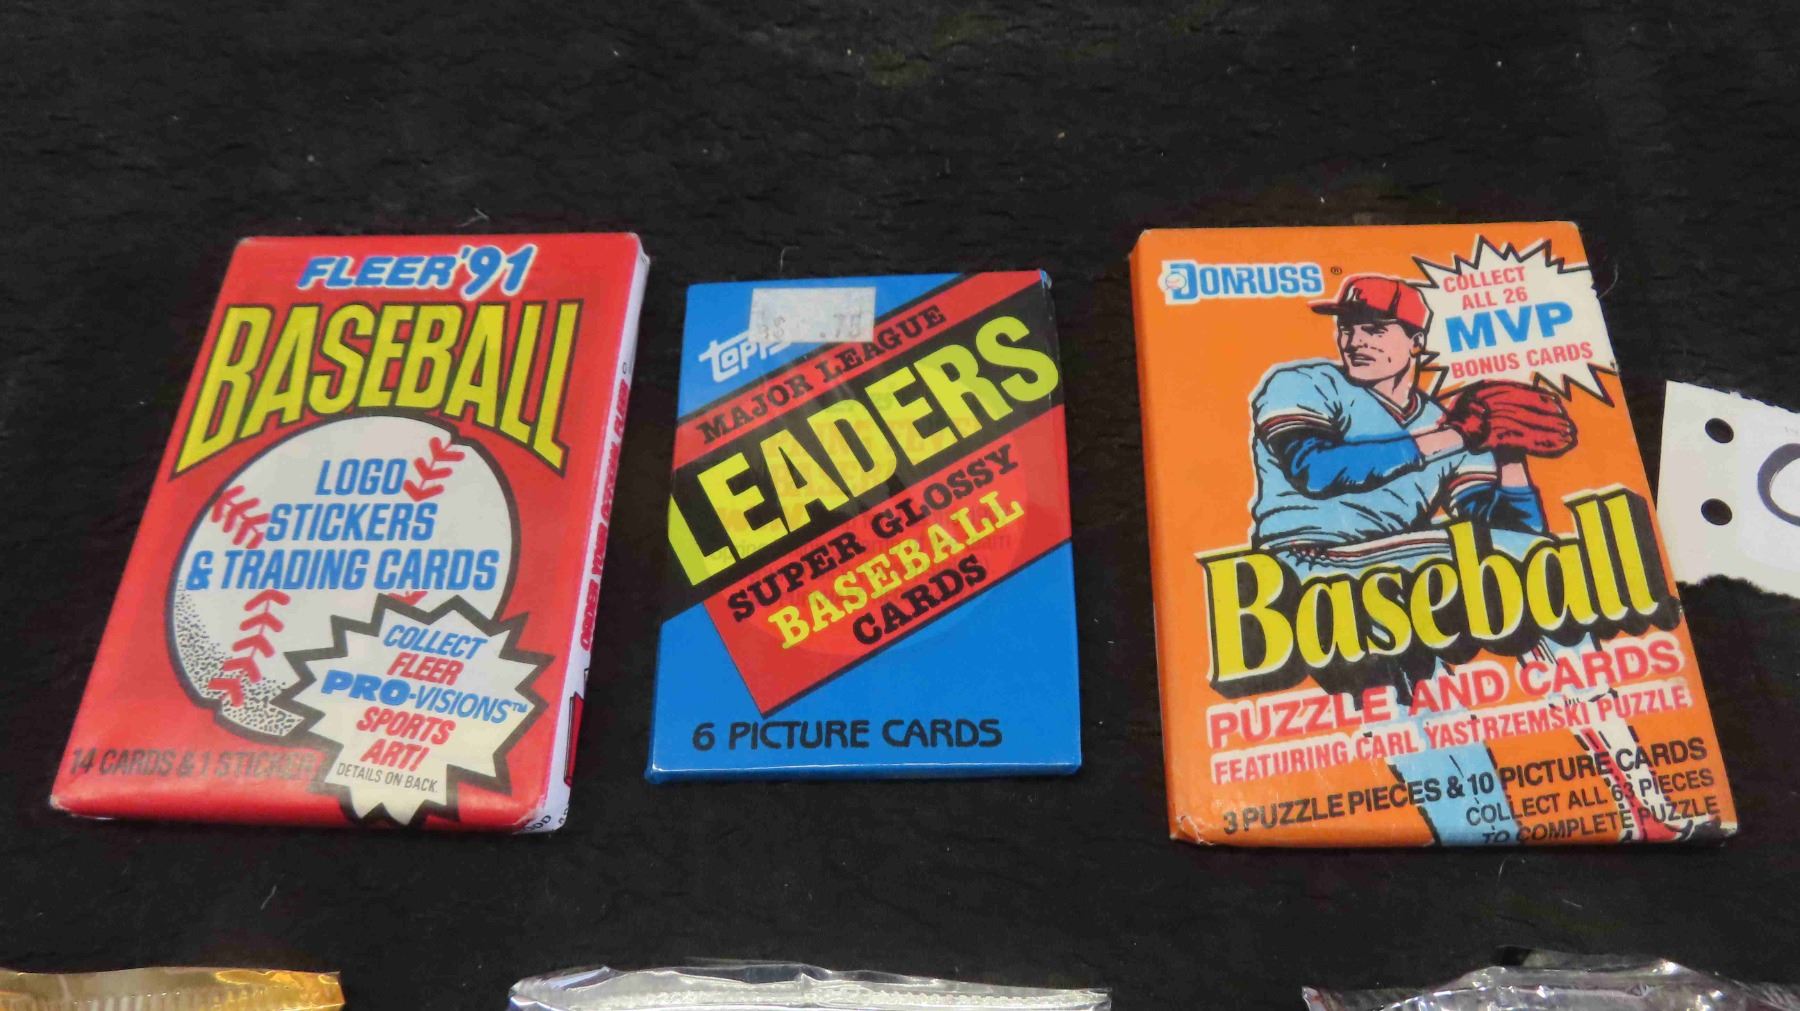 FLEER'91
BASEBALL
LOGO
STICKERS
& TRADING CARDS
COLLECT
FLEER
PRO-VISIONS™
SPORTS
ART!
DETAILS ON BACK.
14 CARDS & 1 STICKER
.75
topps
MAJOR LEAGUE
LEADERS
SUPER GLOSSY
BASEBALL
CARDS
6 PICTURE CARDS
DONRUSS®
COLLECT
ALL 26
MVP
BONUS CARDS
Baseball
PUZZLE AND CARDS
FEATURING CARL YASTRZEMSKI PUZZLE
3 PUZZLE PIECES & 10 PICTURE CARDS
COLLECT ALL 63 PIECES
TO COMPLETE PUZZLE